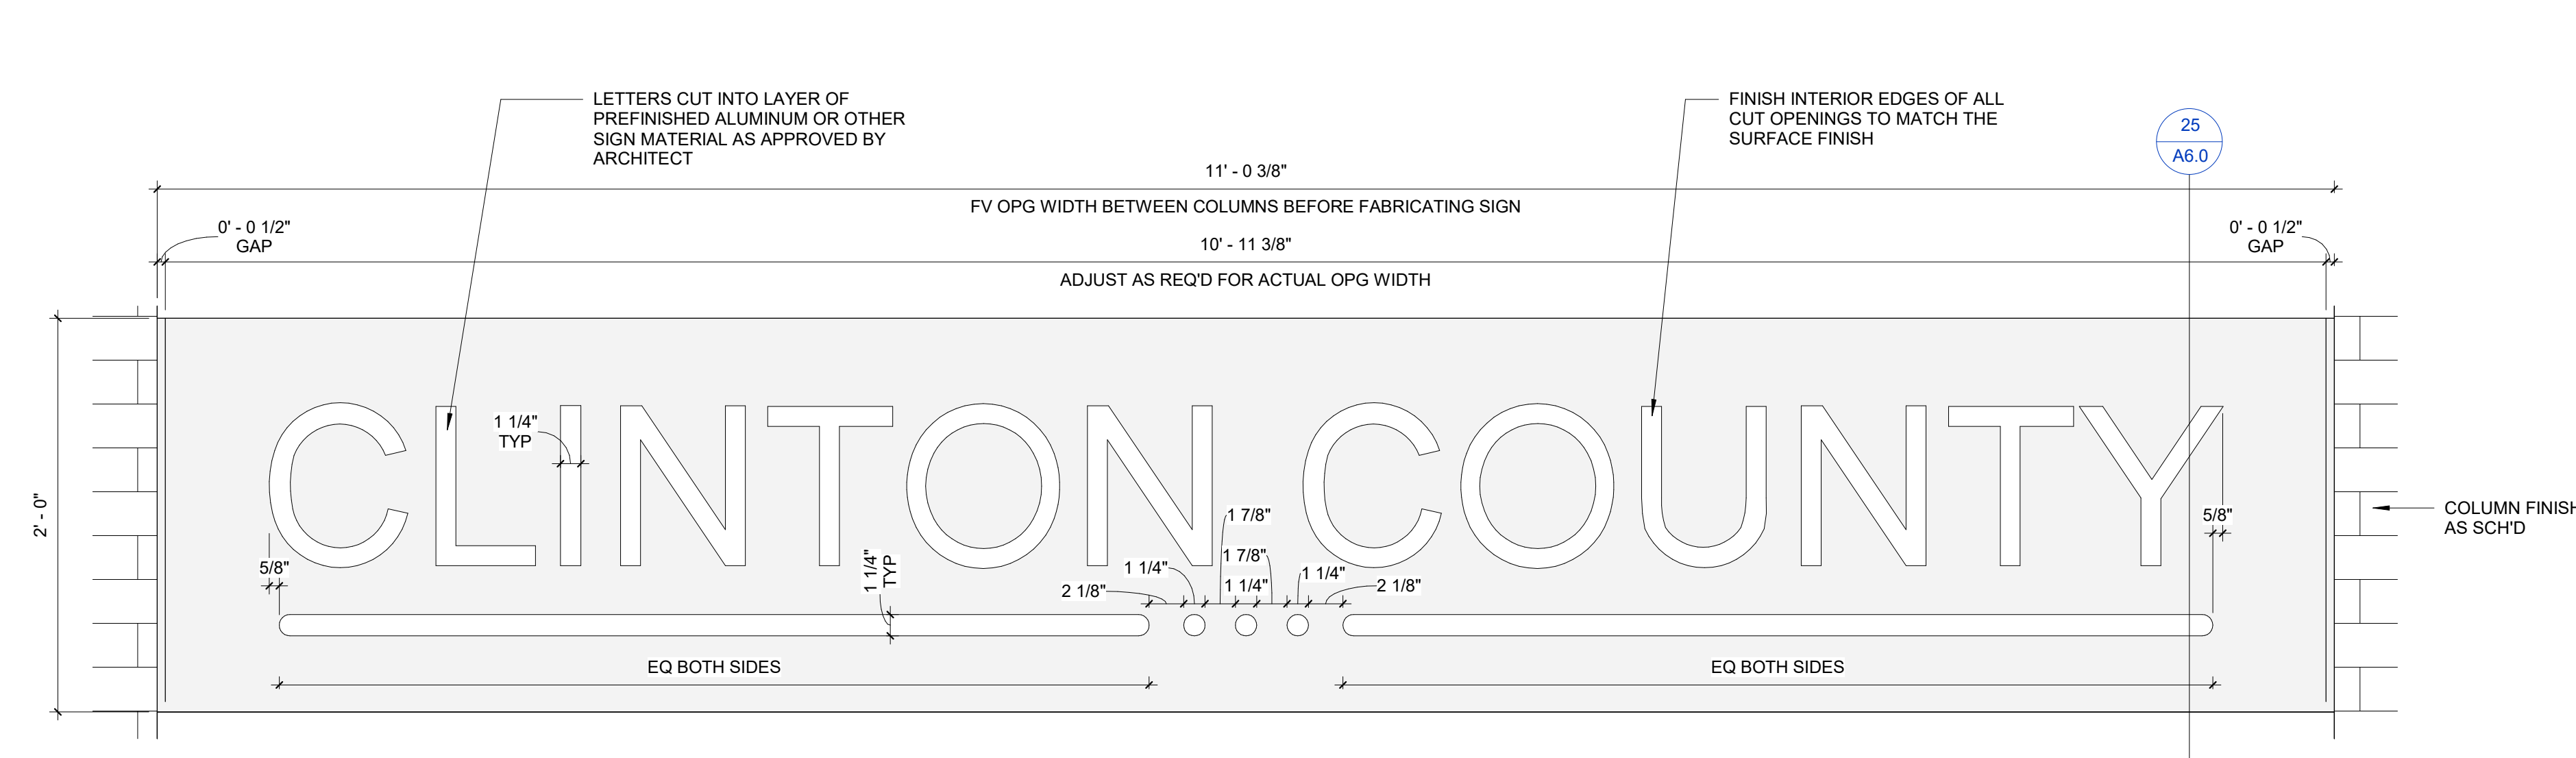 LETTERS CUT INTO LAYER OF
PREFINISHED ALUMINUM OR OTHER
SIGN MATERIAL AS APPROVED BY
ARCHITECT
FINISH INTERIOR EDGES OF ALL
CUT OPENINGS TO MATCH THE
SURFACE FINISH
25
A6.0
11' - 0 3/8"
FV OPG WIDTH BETWEEN COLUMNS BEFORE FABRICATING SIGN
0' - 0 1/2"
GAP
10' - 11 3/8"
ADJUST AS REQ'D FOR ACTUAL OPG WIDTH
0' - 0 1/2"
GAP
2' - 0"
CLINTON COUNTY
1 1/4"
TYP
COLUMN FINISH
AS SCH'D
5/8"
5/8"
1 1/4"
TYP
2 1/8"
1 1/4"
1 7/8"
1 7/8"
1 1/4"
1 1/4"
2 1/8"
EQ BOTH SIDES
EQ BOTH SIDES